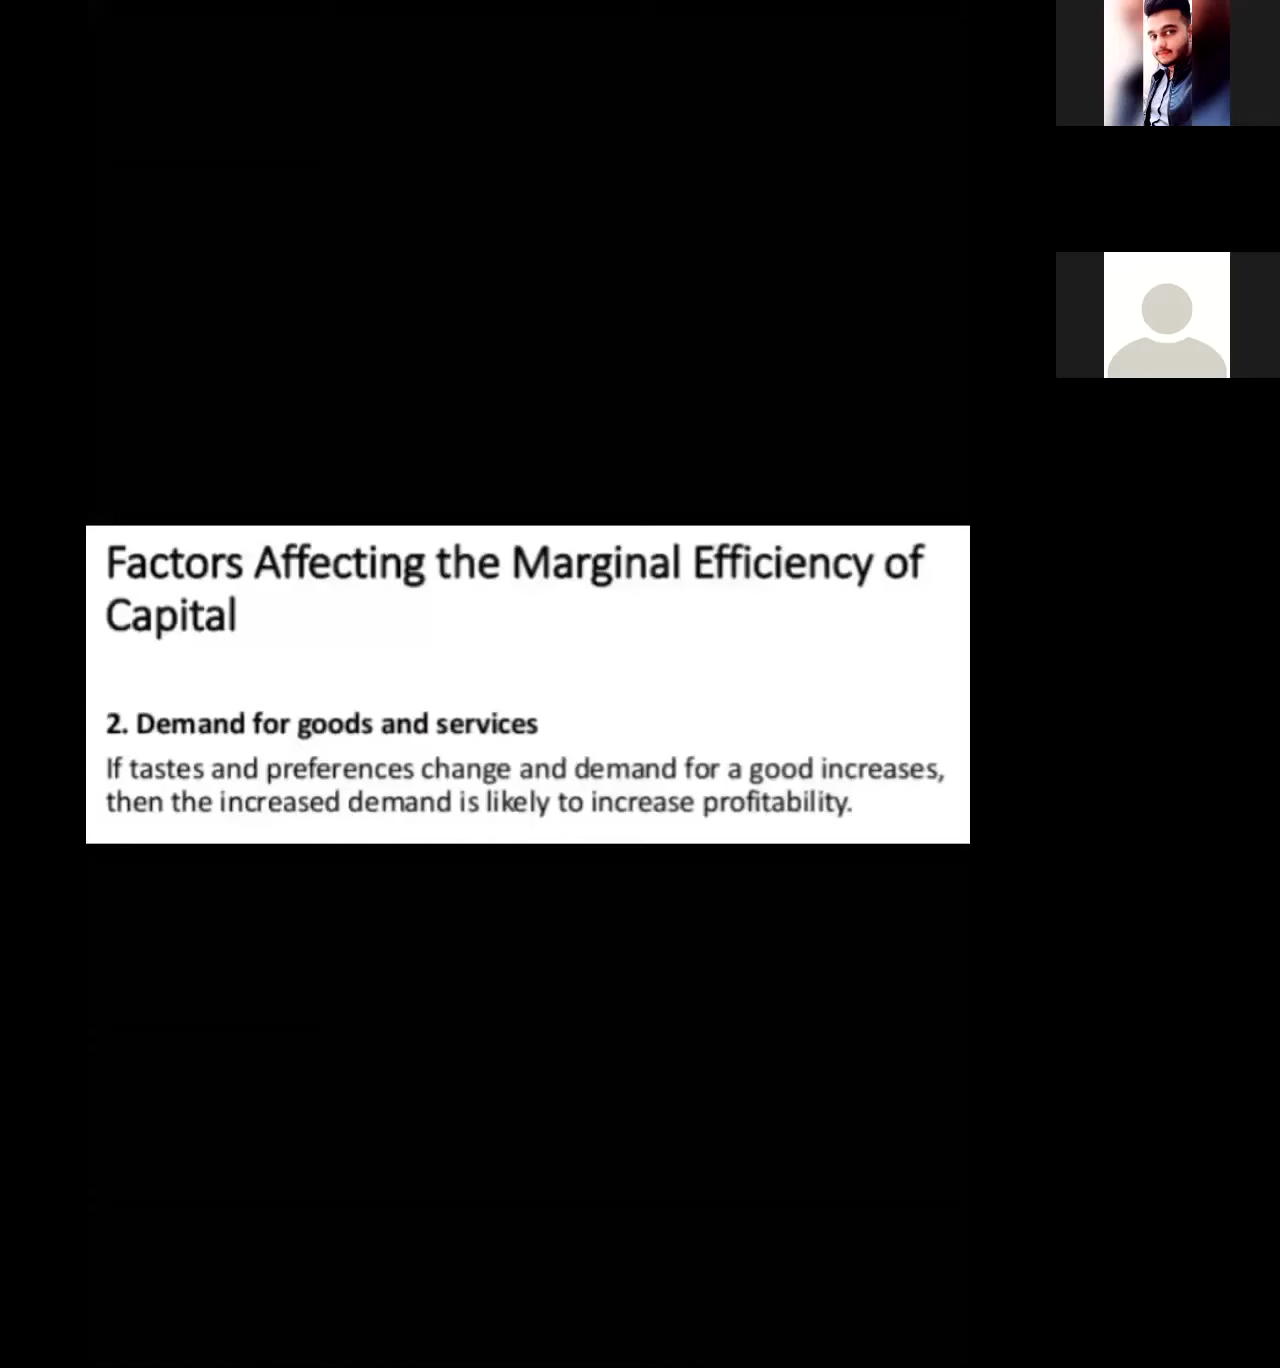 Factors Affecting the Marginal Efficiency of
Capital
2. Demand for goods and services
If tastes and preferences change and demand for a good increases,
then the increased demand is likely to increase profitability.